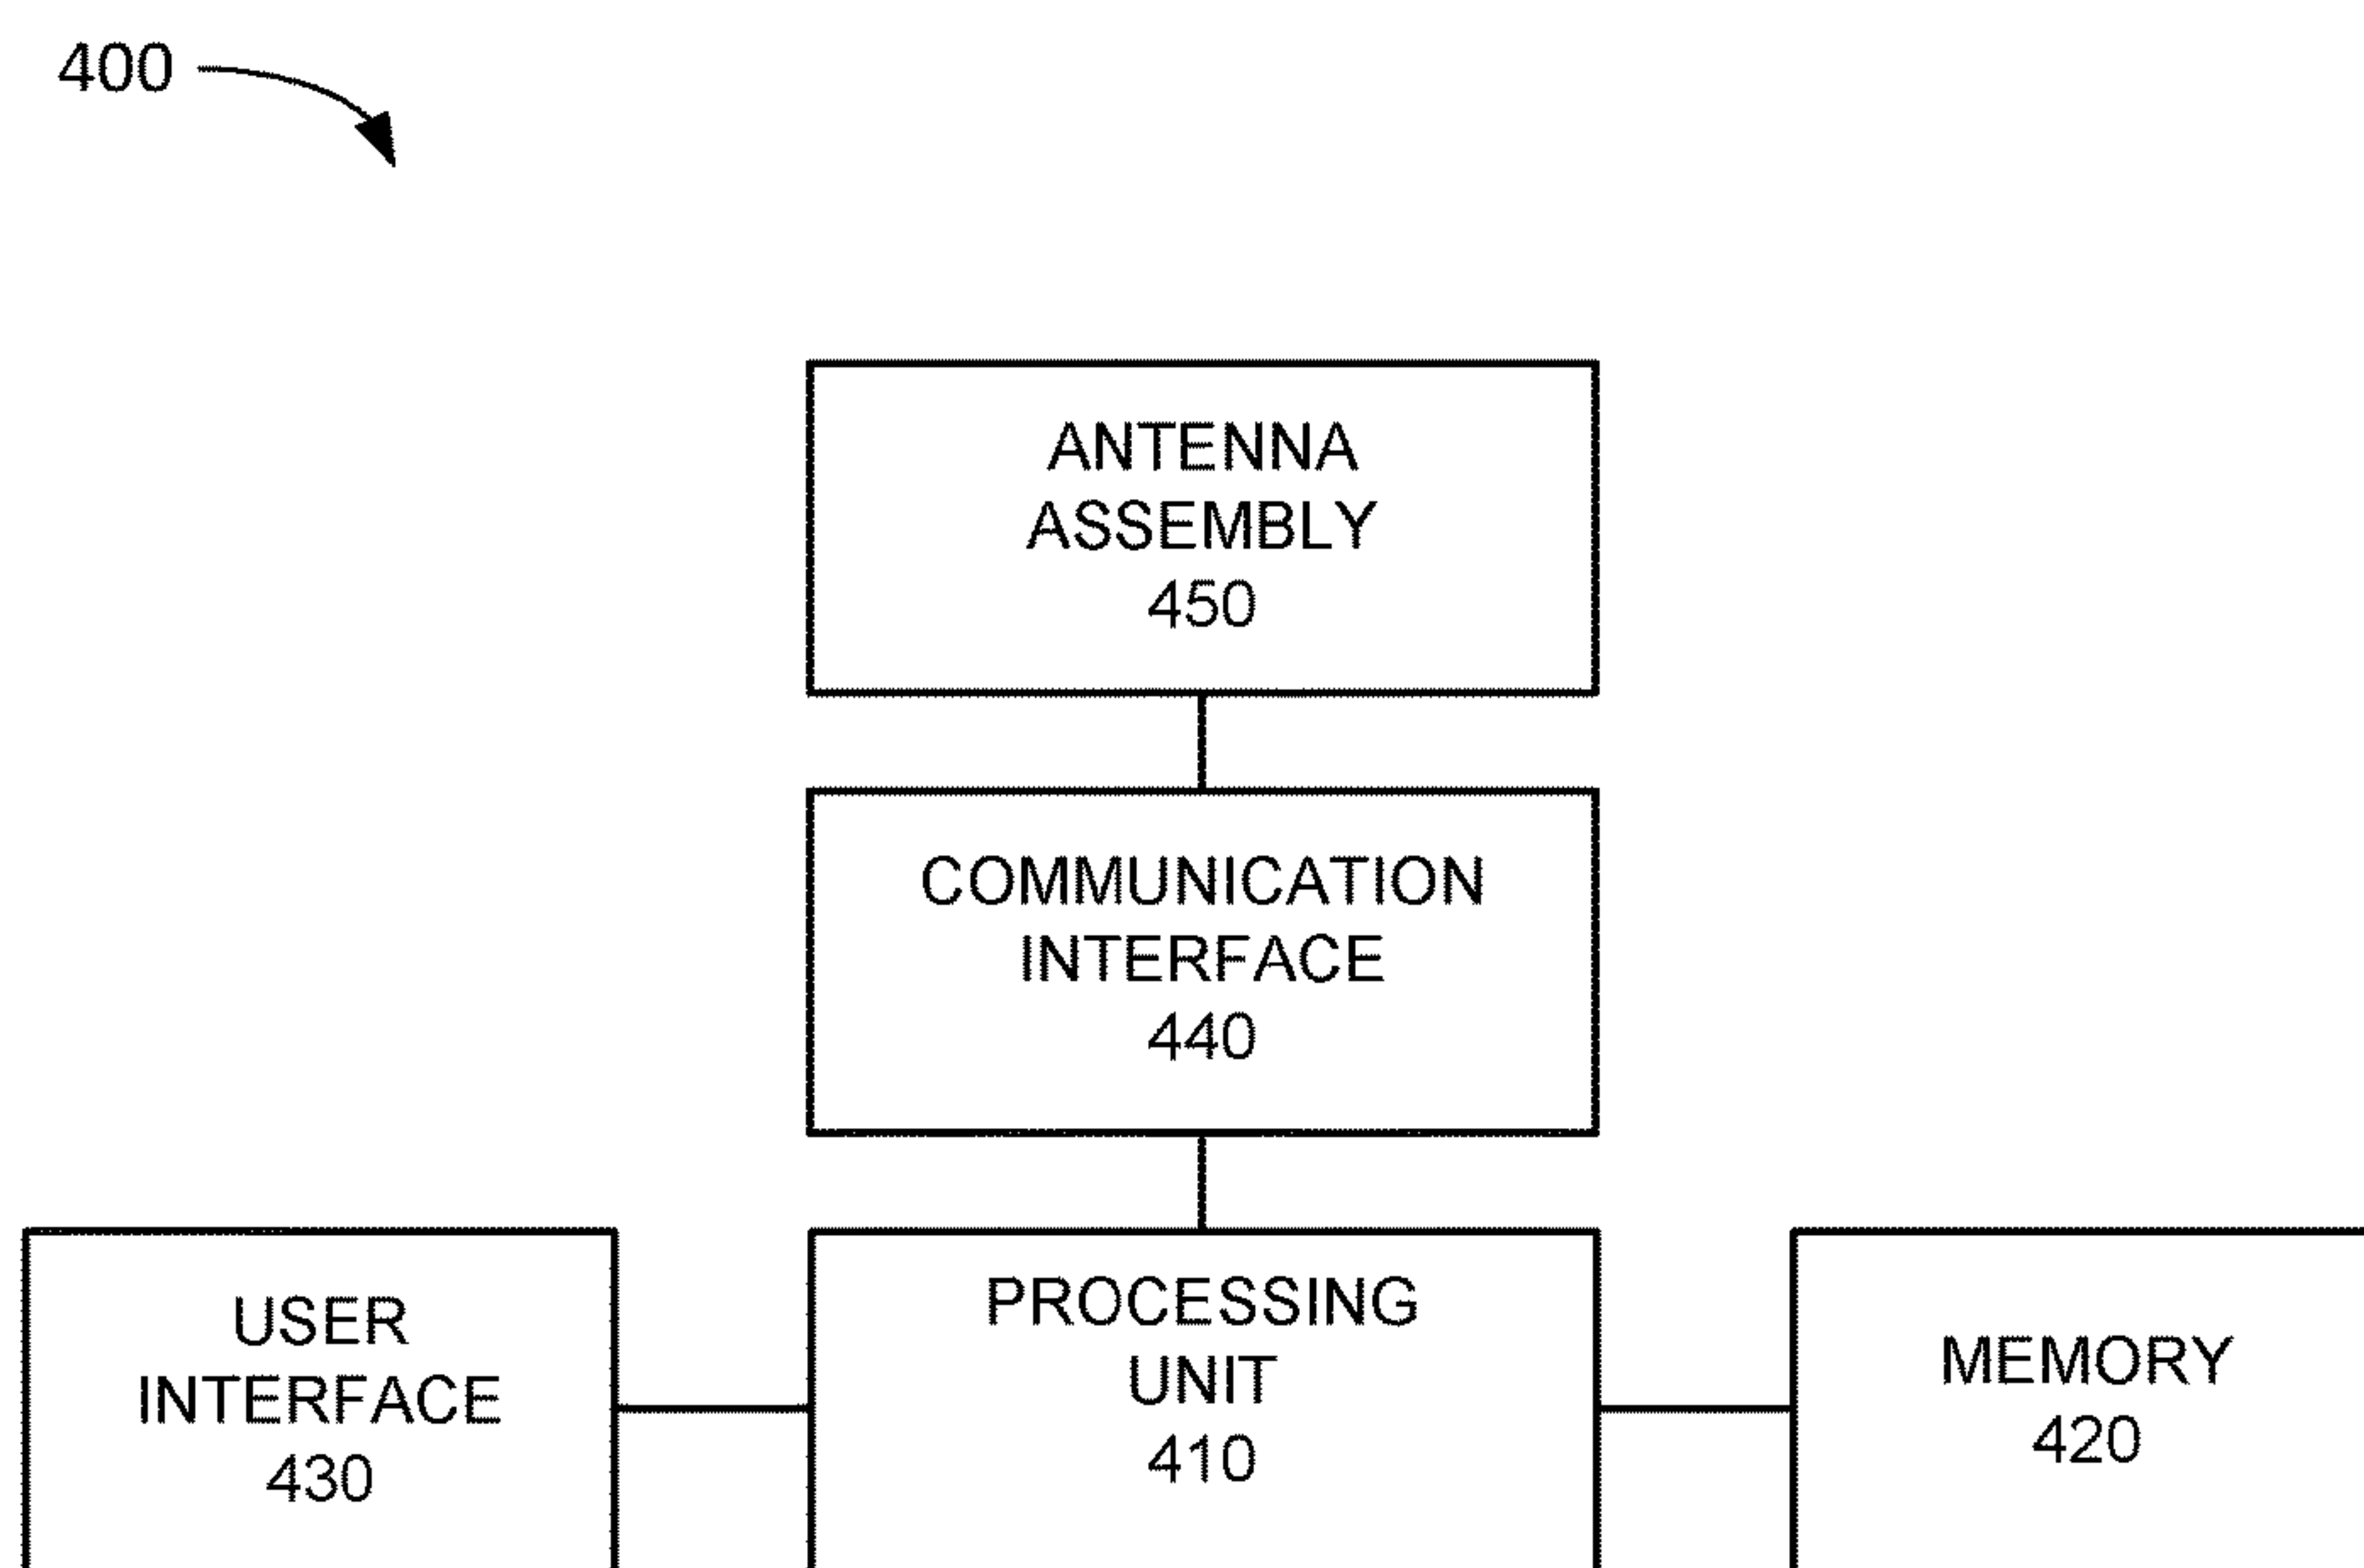 400
ANTENNA
ASSEMBLY
450
COMMUNICATION
INTERFACE
440
USER
INTERFACE
430
PROCESSING
UNIT
410
MEMORY
420